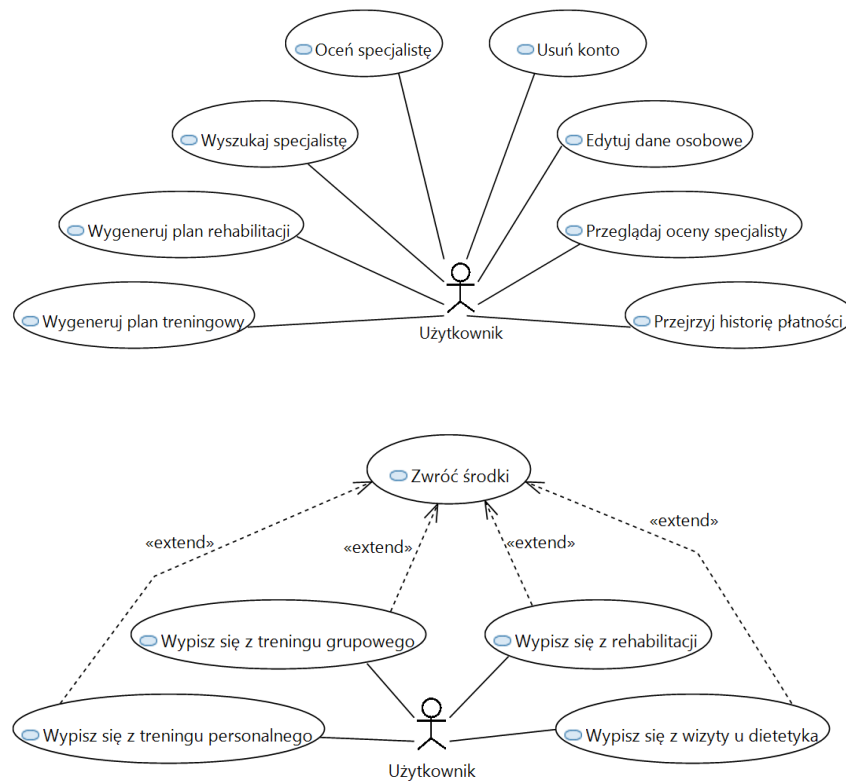 Oceń specjalistę
Usuń konto
Wyszukaj specjalistę
Edytuj dane osobowe
Wygeneruj plan rehabilitacji
Przeglądaj oceny specjalisty
Wygeneruj plan treningowy
Przejrzyj historię płatności
Użytkownik
Zwróć środki
«extend»
«extend»
«extend»
«extend»
Wypisz się z treningu grupowego
Wypisz się z rehabilitacji
Wypisz się z treningu personalnego
Wypisz się z wizyty u dietetyka
Użytkownik